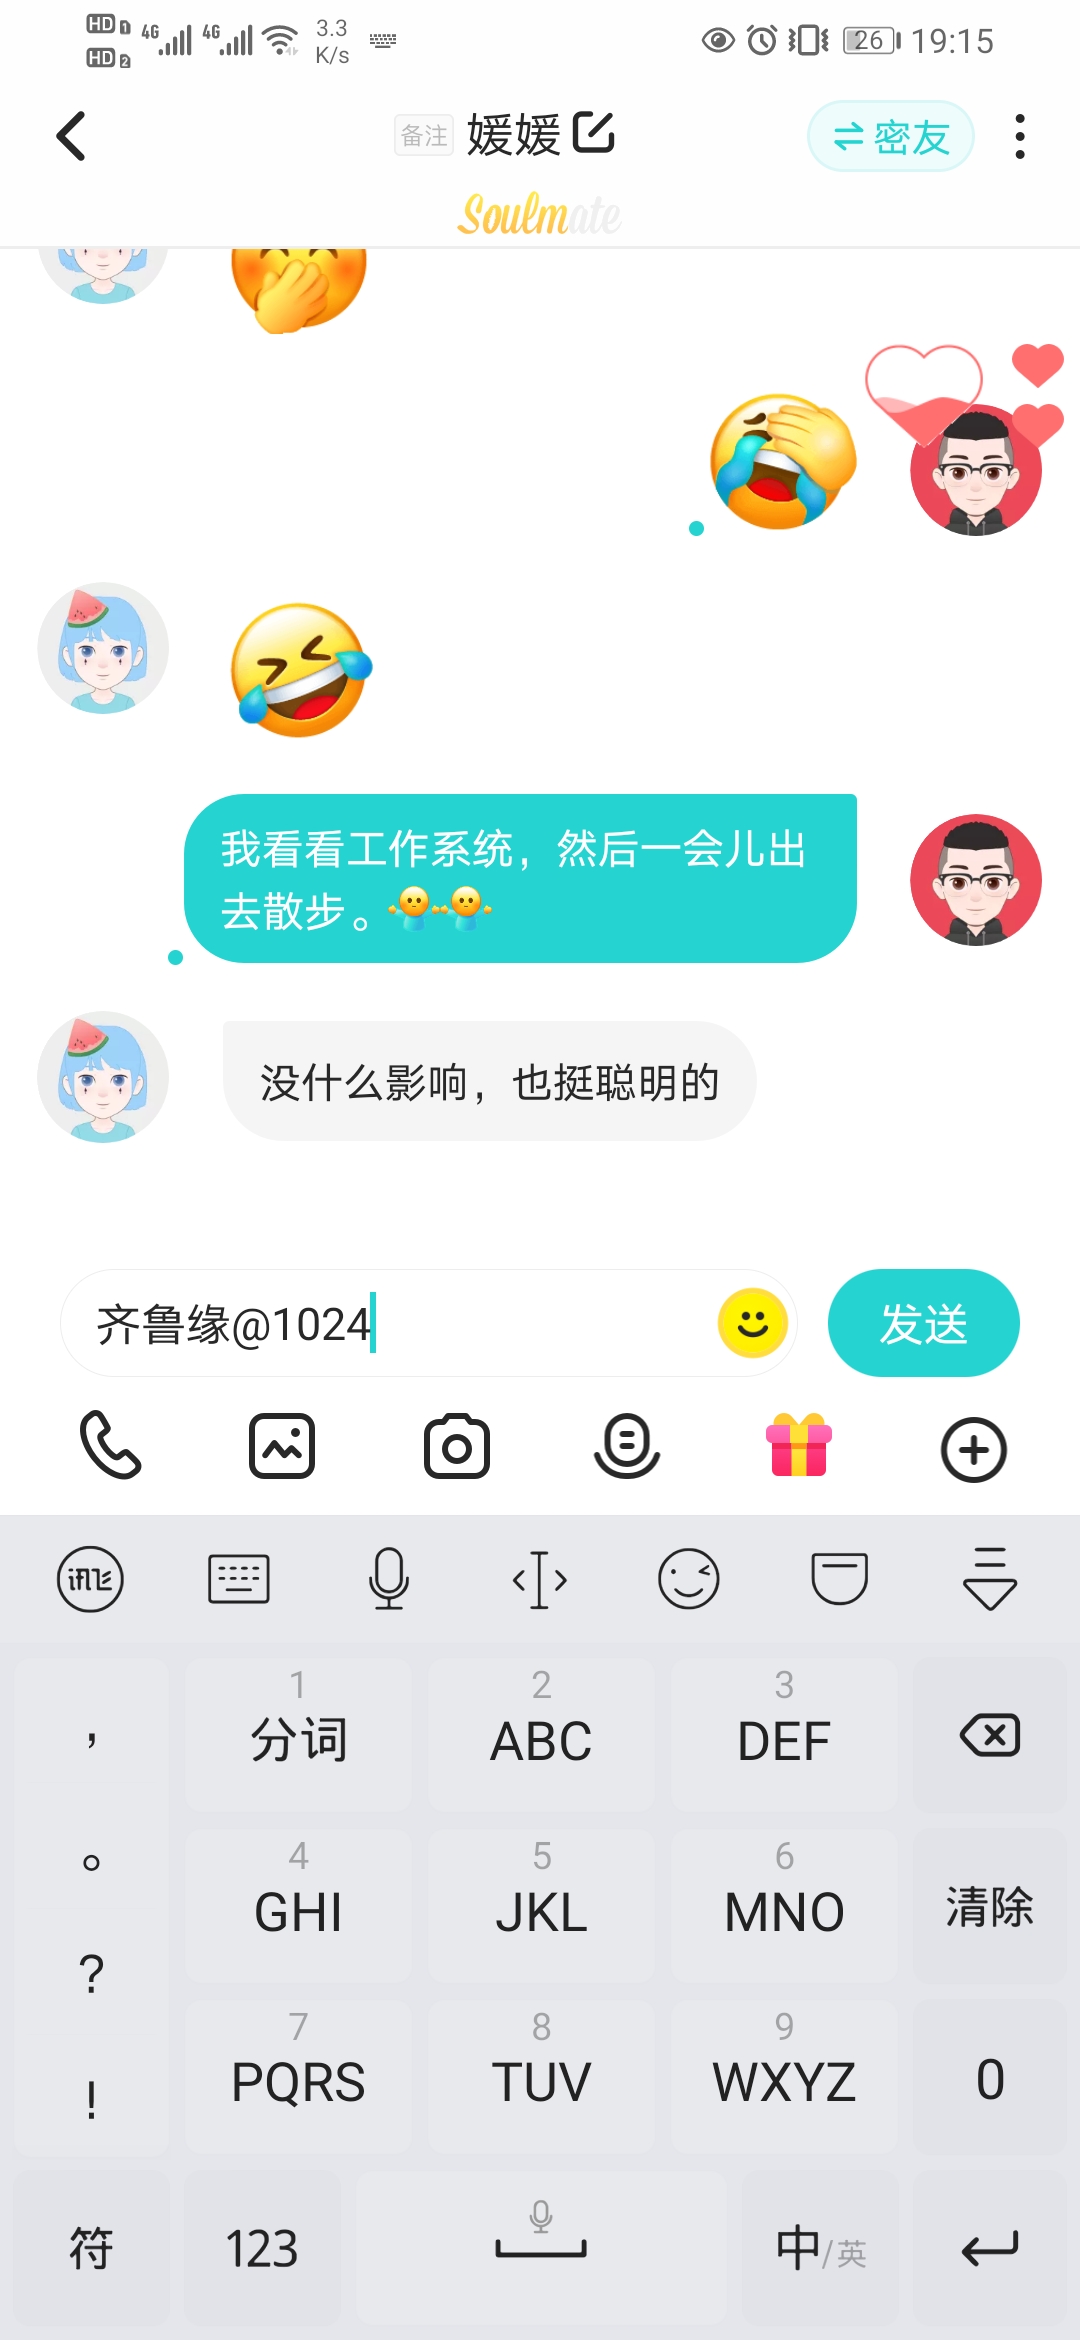 HD 1 4G 4G 3.3 26 19:15
HD 2 K/s
备注 媛媛 密友
Soulmate
我看看工作系统，然后一会儿出
去散步。
没什么影响，也挺聪明的
齐鲁缘@1024 发送
iFLY
， 1 分词 2 ABC 3 DEF
。 4 GHI 5 JKL 6 MNO 清除
? 7 PQRS 8 TUV 9 WXYZ 0
!
符 123 中/英